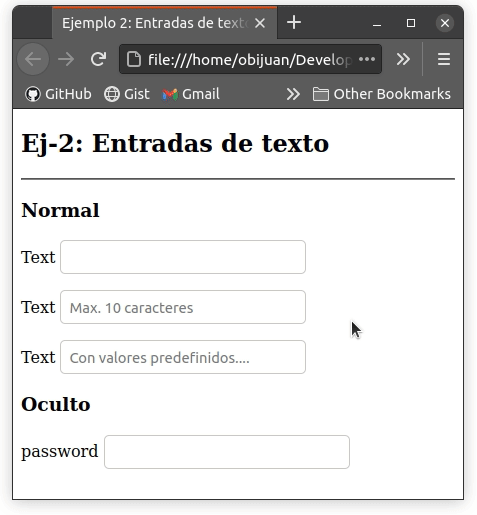 Ejemplo 2: Entradas de text
file:///home/obijuan/Develop
GitHub Gist Gmail Other Bookmarks
Ej-2: Entradas de texto
Normal
Text
Text Max. 10 caracteres
Text Con valores predefinidos....
Oculto
password